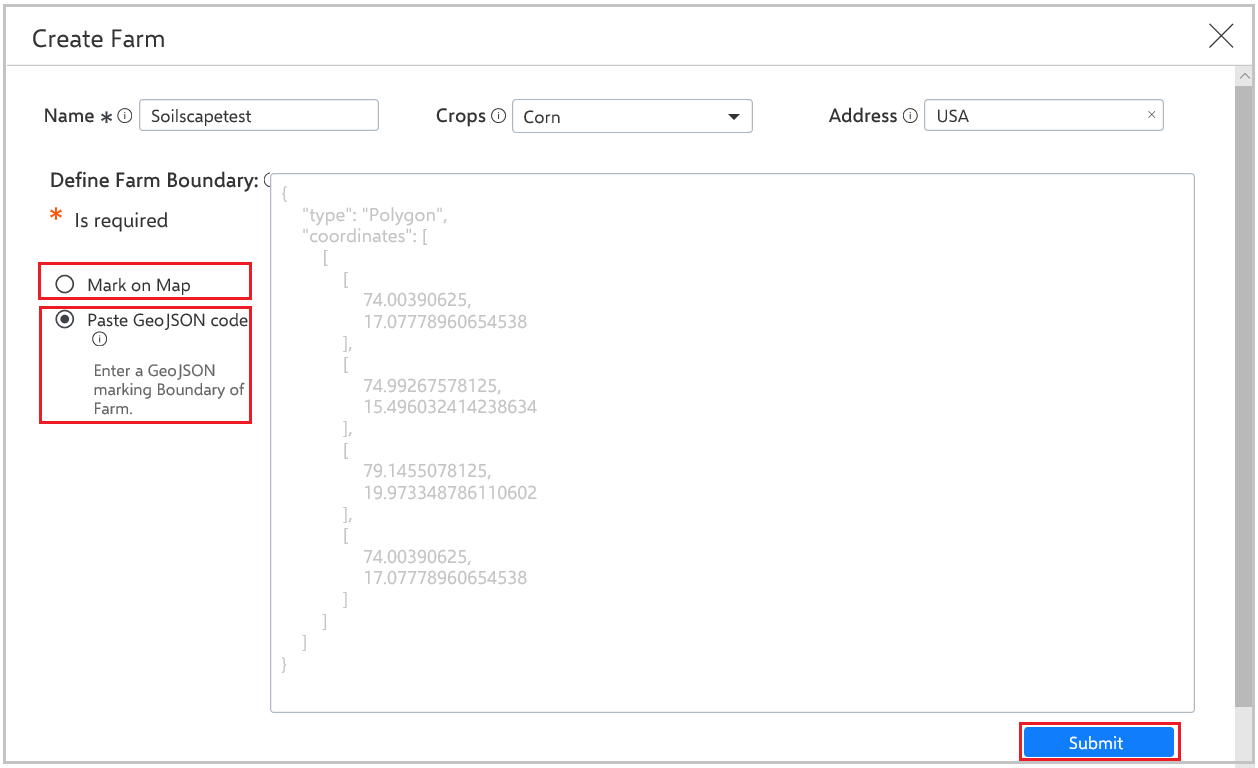 Create Farm
Name * Soilscapetest Crops Corn Address USA
Define Farm Boundary:
* Is required
Mark on Map
Paste GeoJSON code
Enter a GeoJSON
marking Boundary of
Farm.
{
"type": "Polygon",
"coordinates": [
[
[
74.00390625,
17.07778960654538
],
[
74.99267578125,
15.496032414238634
],
[
79.1455078125,
19.973348786110602
],
[
74.00390625,
17.07778960654538
]
]
]
}
Submit